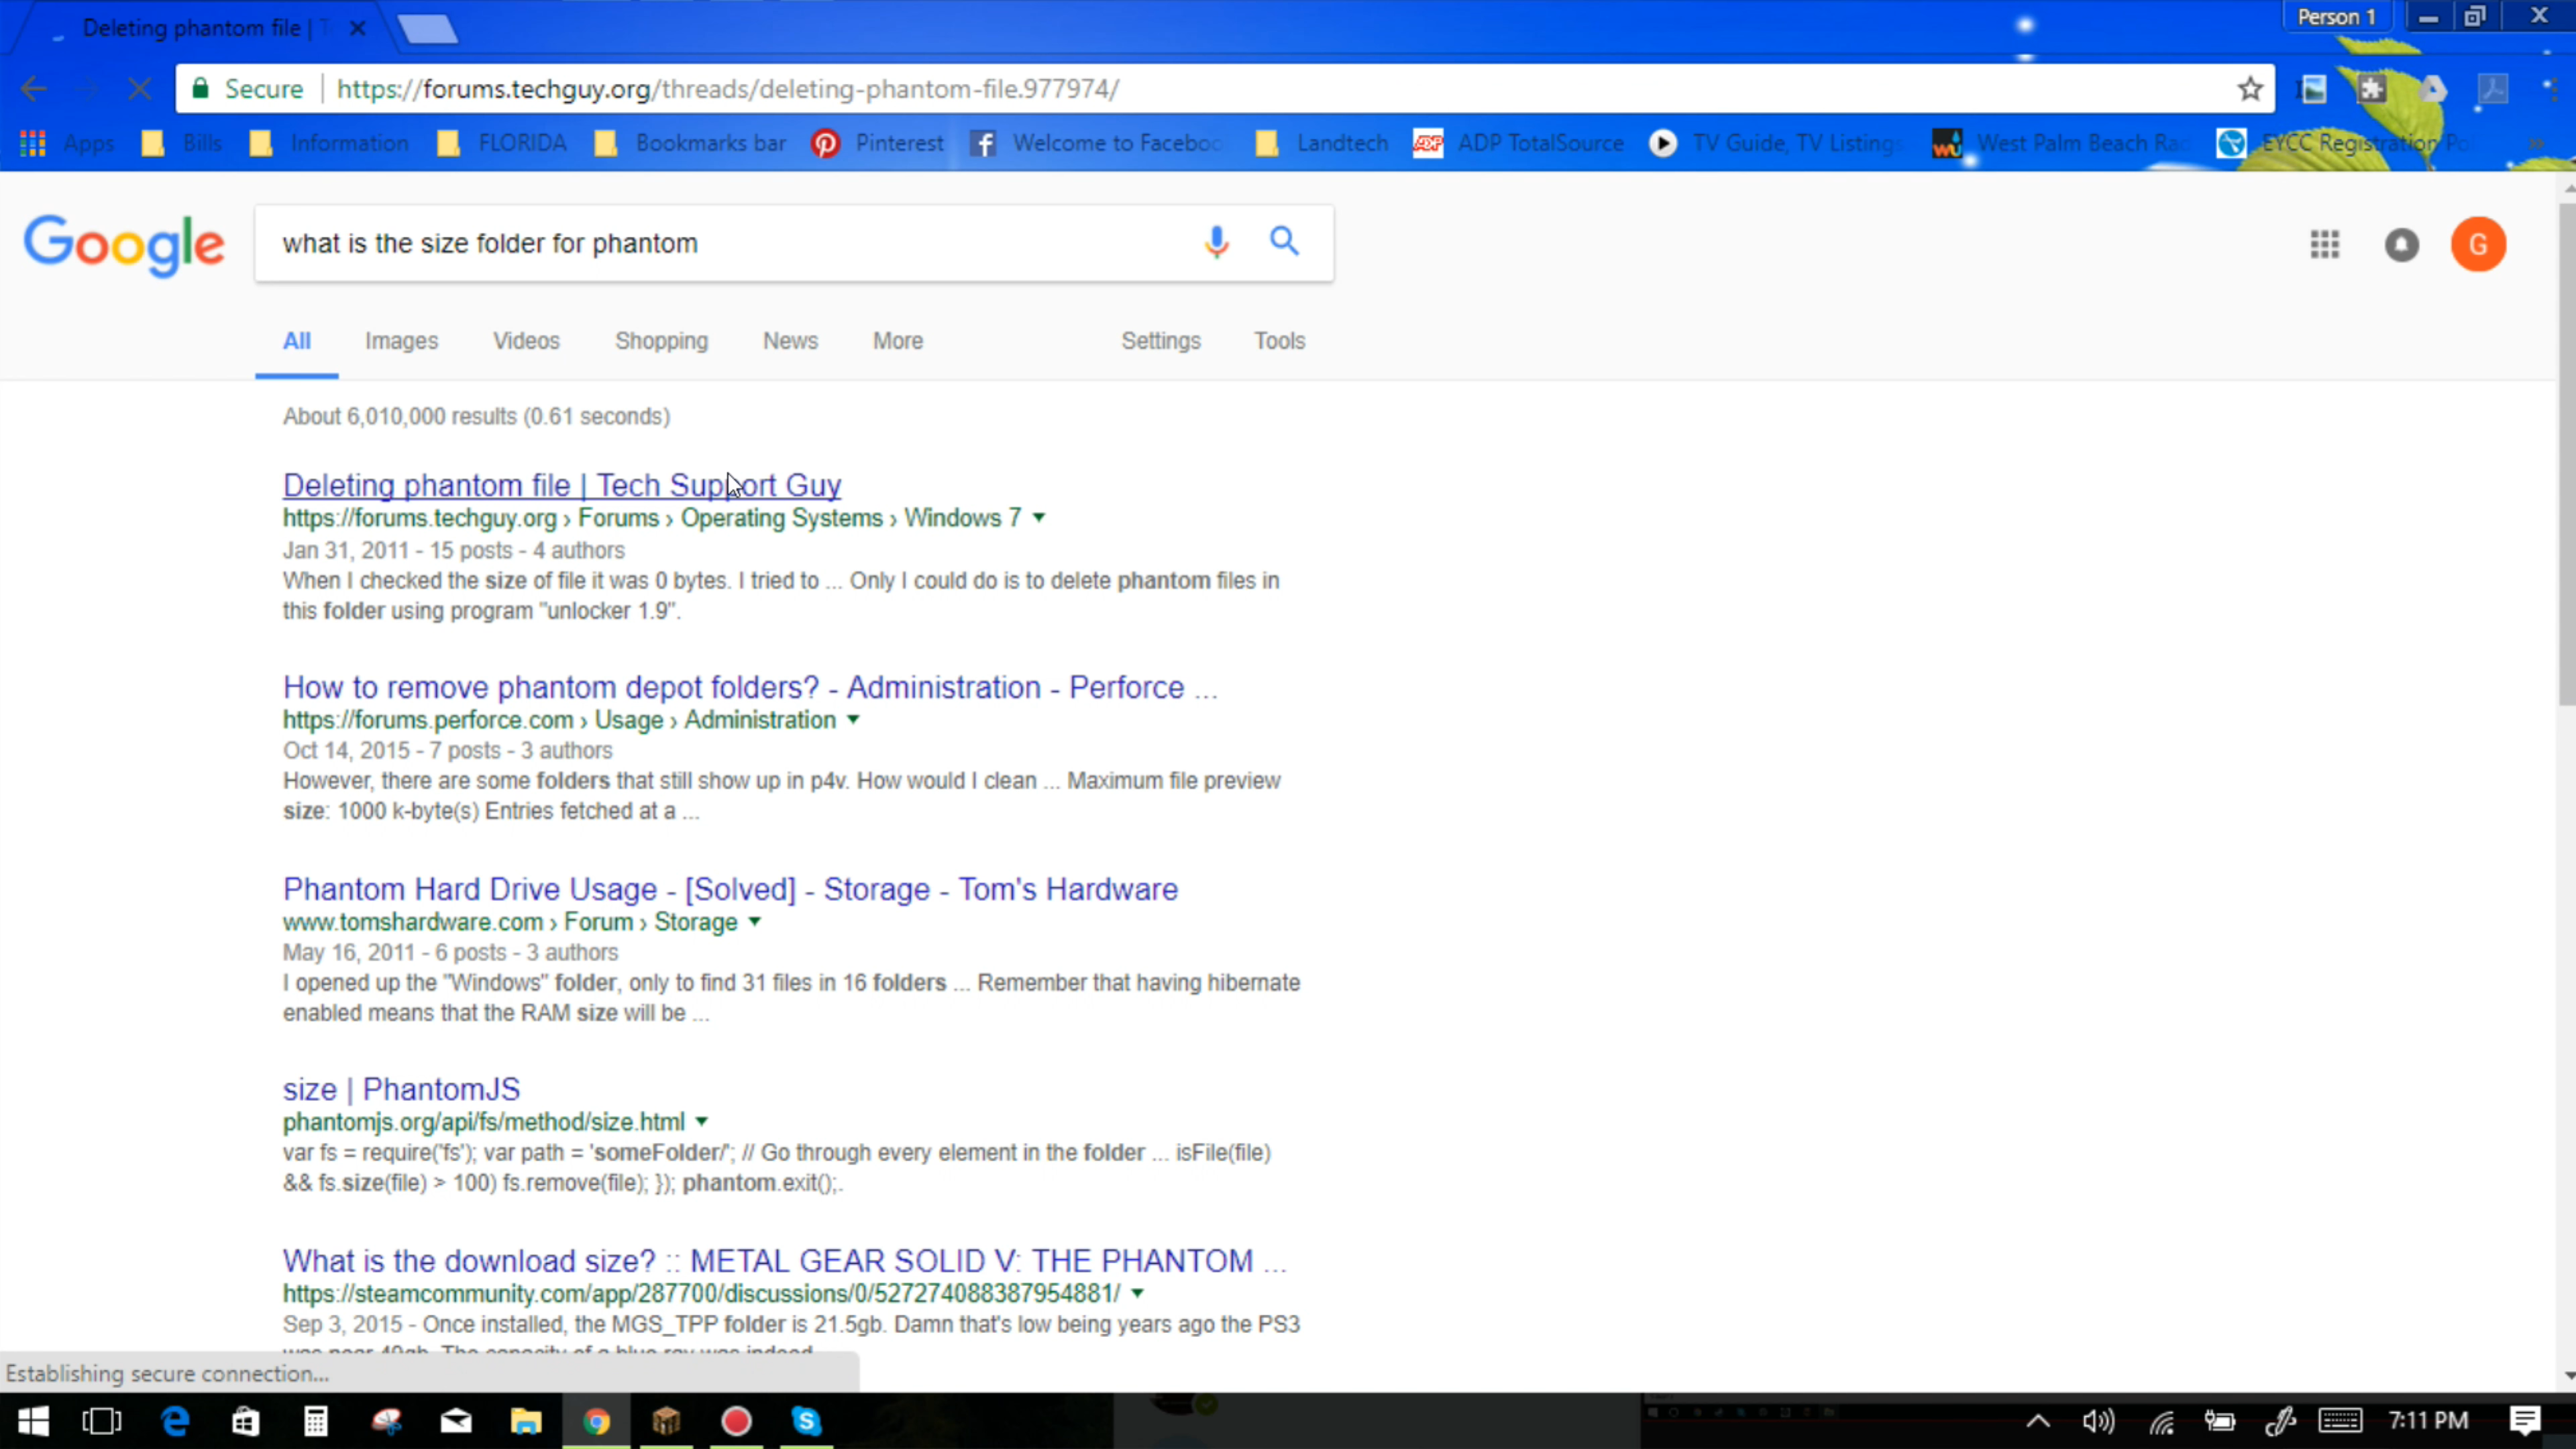 Deleting phantom file | T
Person 1
Secure | https://forums.techguy.org/threads/deleting-phantom-file.977974/
Apps Bills Information FLORIDA Bookmarks bar Pinterest Welcome to Faceboo Landtech ADP ADP TotalSource TV Guide, TV Listings West Palm Beach Ra EYCC Registration Po
Google
what is the size folder for phantom
G
All Images Videos Shopping News More Settings Tools
About 6,010,000 results (0.61 seconds)
Deleting phantom file | Tech Support Guy
https://forums.techguy.org › Forums › Operating Systems › Windows 7
Jan 31, 2011 - 15 posts - 4 authors
When I checked the size of file it was 0 bytes. I tried to ... Only I could do is to delete phantom files in
this folder using program "unlocker 1.9".
How to remove phantom depot folders? - Administration - Perforce ...
https://forums.perforce.com › Usage › Administration
Oct 14, 2015 - 7 posts - 3 authors
However, there are some folders that still show up in p4v. How would I clean ... Maximum file preview
size: 1000 k-byte(s) Entries fetched at a ...
Phantom Hard Drive Usage - [Solved] - Storage - Tom's Hardware
www.tomshardware.com › Forum › Storage
May 16, 2011 - 6 posts - 3 authors
I opened up the "Windows" folder, only to find 31 files in 16 folders ... Remember that having hibernate
enabled means that the RAM size will be ...
size | PhantomJS
phantomjs.org/api/fs/method/size.html
var fs = require('fs'); var path = 'someFolder/'; // Go through every element in the folder ... isFile(file)
&& fs.size(file) > 100) fs.remove(file); }); phantom.exit();.
What is the download size? :: METAL GEAR SOLID V: THE PHANTOM ...
https://steamcommunity.com/app/287700/discussions/0/527274088387954881/
Sep 3, 2015 - Once installed, the MGS_TPP folder is 21.5gb. Damn that's low being years ago the PS3
was near 40gb. The capacity of a blue ray was indeed
Establishing secure connection...
7:11 PM